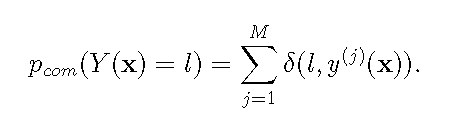 $p_{com}(Y(\mathbf{x}) = l) = \sum_{j=1}^{M} \delta(l, y^{(j)}(\mathbf{x})).$